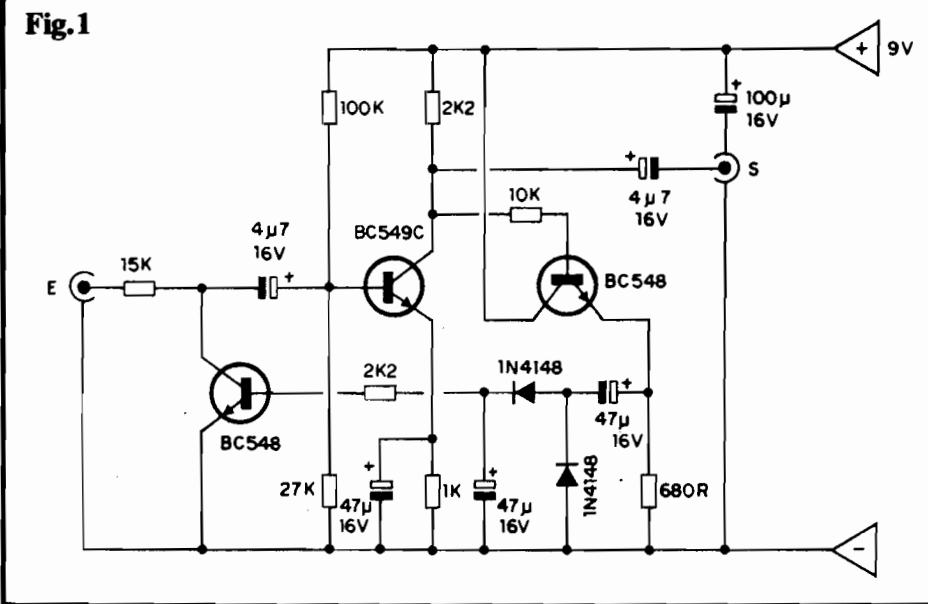 Fig.1
+
9V
100K
2K2
+
100µ
16V
S
+
4µ7
16V
10K
4µ7
16V
+
BC549C
BC548
E
15K
2K2
1N4148
+
47µ
16V
BC548
27K
+
47µ
16V
1K
+
47µ
16V
1N4148
680R
-